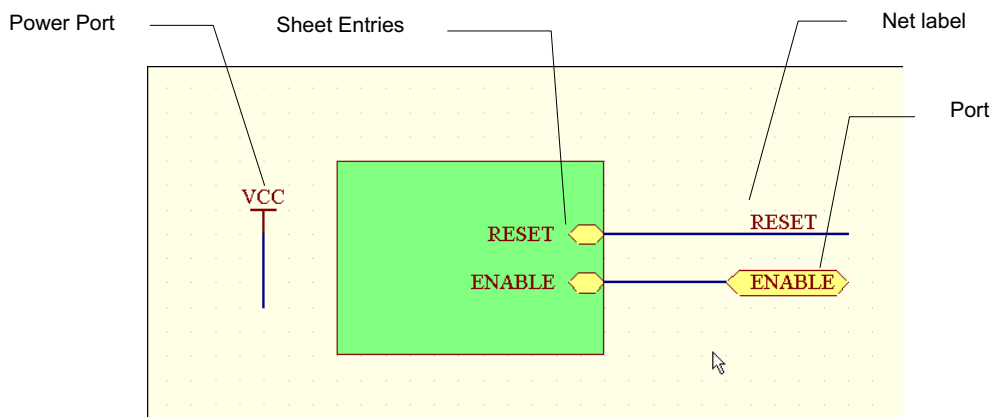 Power Port
Sheet Entries
Net label
Port
VCC
RESET
RESET
ENABLE
ENABLE